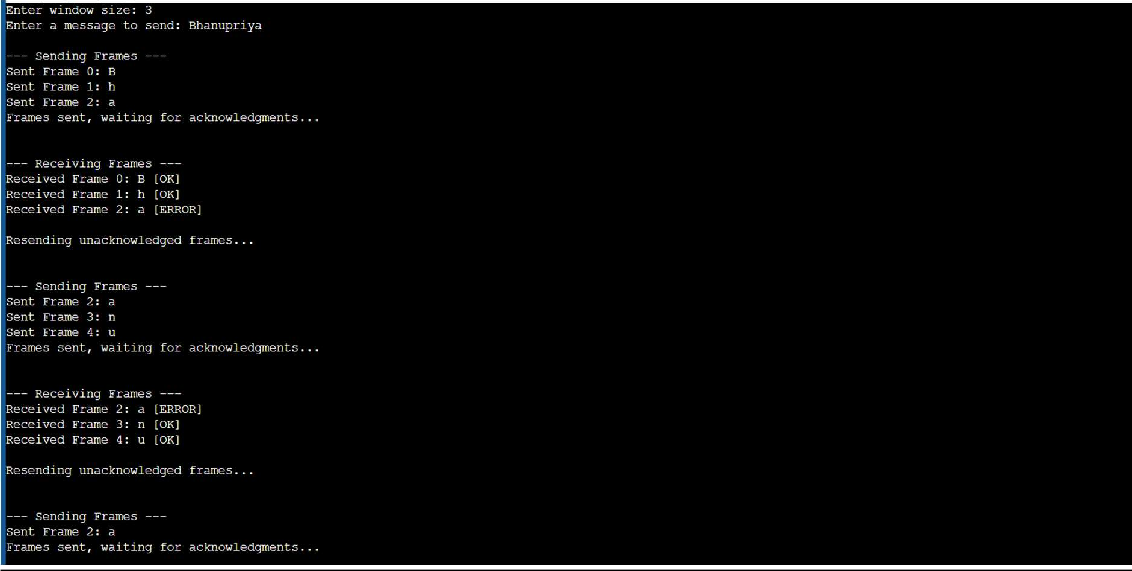 Enter window size: 3
Enter a message to send: Bhanupriya
--- Sending Frames ---
Sent Frame 0: B
Sent Frame 1: h
Sent Frame 2: a
Frames sent, waiting for acknowledgments...
--- Receiving Frames ---
Received Frame 0: B [OK]
Received Frame 1: h [OK]
Received Frame 2: a [ERROR]
Resending unacknowledged frames...
--- Sending Frames ---
Sent Frame 2: a
Sent Frame 3: n
Sent Frame 4: u
Frames sent, waiting for acknowledgments...
--- Receiving Frames ---
Received Frame 2: a [ERROR]
Received Frame 3: n [OK]
Received Frame 4: u [OK]
Resending unacknowledged frames...
--- Sending Frames ---
Sent Frame 2: a
Frames sent, waiting for acknowledgments...